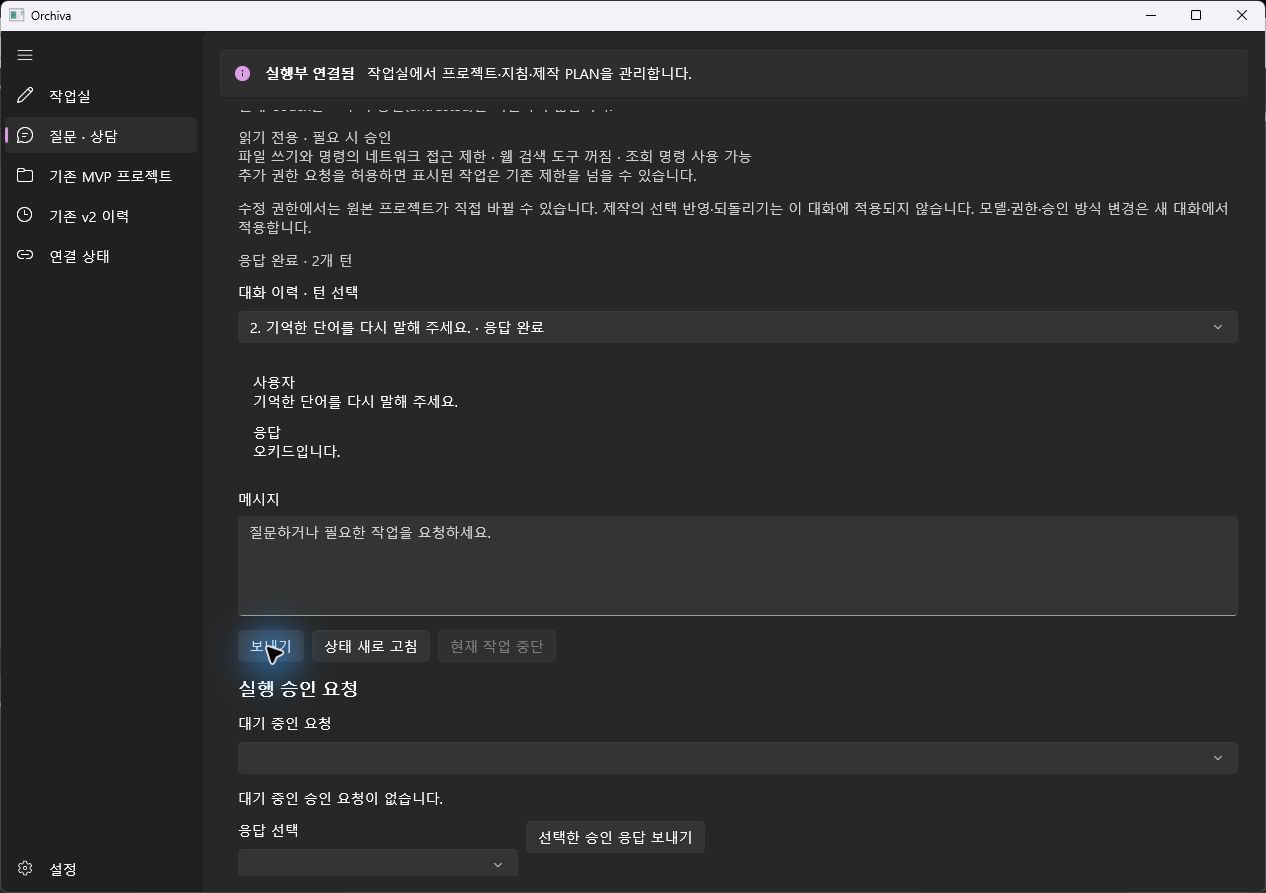 Orchiva
작업실
질문 · 상담
기존 MVP 프로젝트
기존 v2 이력
연결 상태
설정
실행부 연결됨 작업실에서 프로젝트·지침·제작 PLAN을 관리합니다.
읽기 전용 · 필요 시 승인
파일 쓰기와 명령의 네트워크 접근 제한 · 웹 검색 도구 꺼짐 · 조회 명령 사용 가능
추가 권한 요청을 허용하면 표시된 작업은 기존 제한을 넘을 수 있습니다.
수정 권한에서는 원본 프로젝트가 직접 바뀔 수 있습니다. 제작의 선택 반영·되돌리기는 이 대화에 적용되지 않습니다. 모델·권한·승인 방식 변경은 새 대화에서
적용합니다.
응답 완료 · 2개 턴
대화 이력 · 턴 선택
2. 기억한 단어를 다시 말해 주세요. · 응답 완료
사용자
기억한 단어를 다시 말해 주세요.
응답
오키드입니다.
메시지
질문하거나 필요한 작업을 요청하세요.
보내기 상태 새로 고침 현재 작업 중단
실행 승인 요청
대기 중인 요청
대기 중인 승인 요청이 없습니다.
응답 선택
선택한 승인 응답 보내기